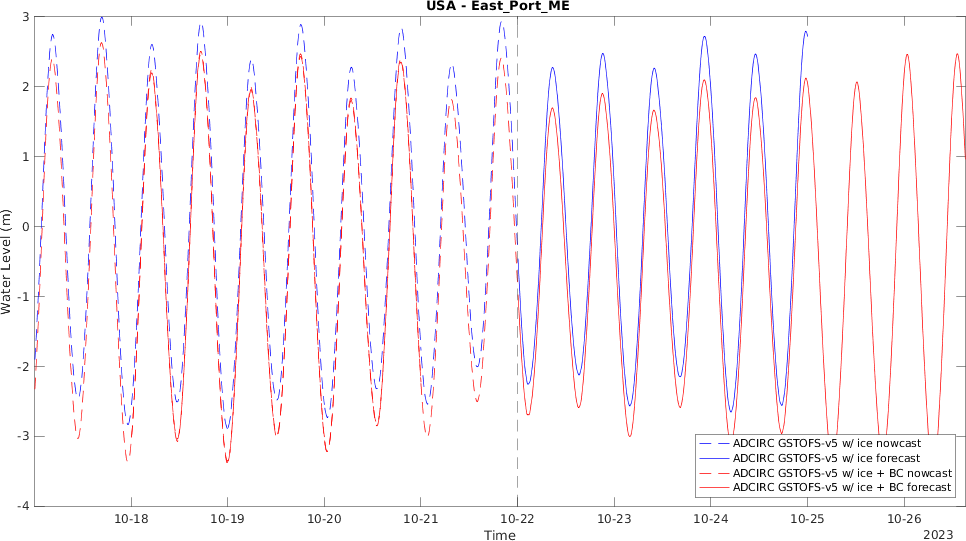 USA - East_Port_ME
3
2
1
0
-1
-2
-3
-4
Water Level (m)
ADCIRC GSTOFS-v5 w/ ice nowcast
ADCIRC GSTOFS-v5 w/ ice forecast
ADCIRC GSTOFS-v5 w/ ice + BC nowcast
ADCIRC GSTOFS-v5 w/ ice + BC forecast
10-18 10-19 10-20 10-21 10-22 10-23 10-24 10-25 10-26
Time
2023